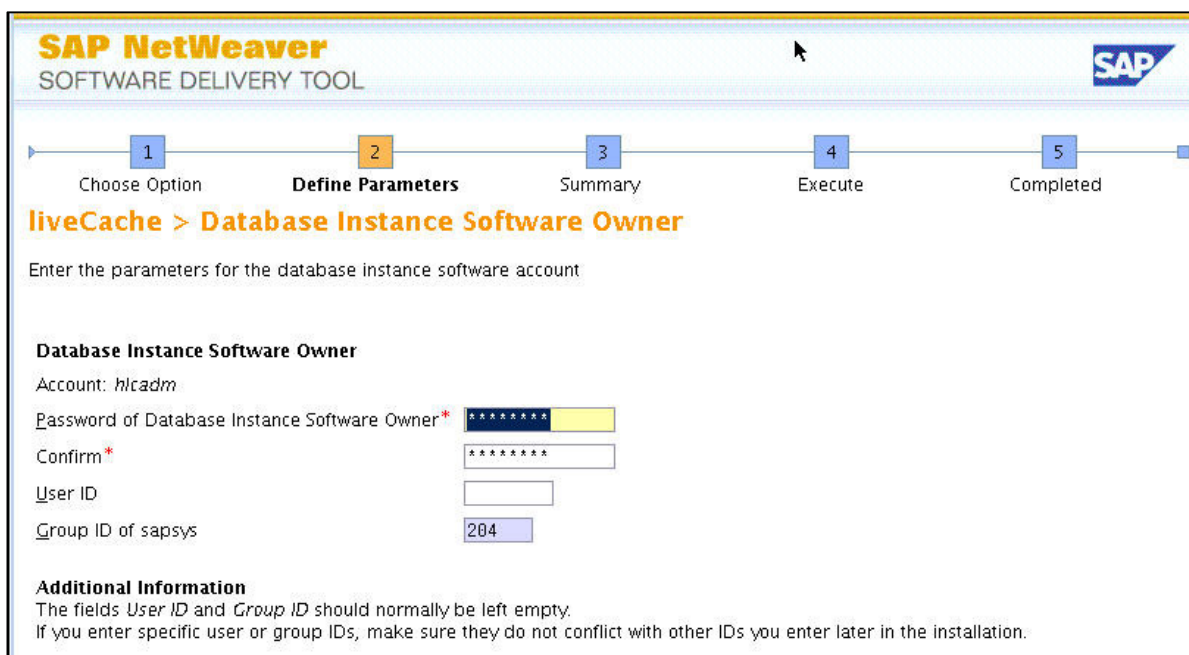 SAP NetWeaver
SOFTWARE DELIVERY TOOL
SAP
1 2 3 4 5
Choose Option Define Parameters Summary Execute Completed
liveCache > Database Instance Software Owner
Enter the parameters for the database instance software account
Database Instance Software Owner
Account: hlcadm
Password of Database Instance Software Owner* ********
Confirm* ********
User ID
Group ID of sapsys 204
Additional Information
The fields User ID and Group ID should normally be left empty.
If you enter specific user or group IDs, make sure they do not conflict with other IDs you enter later in the installation.